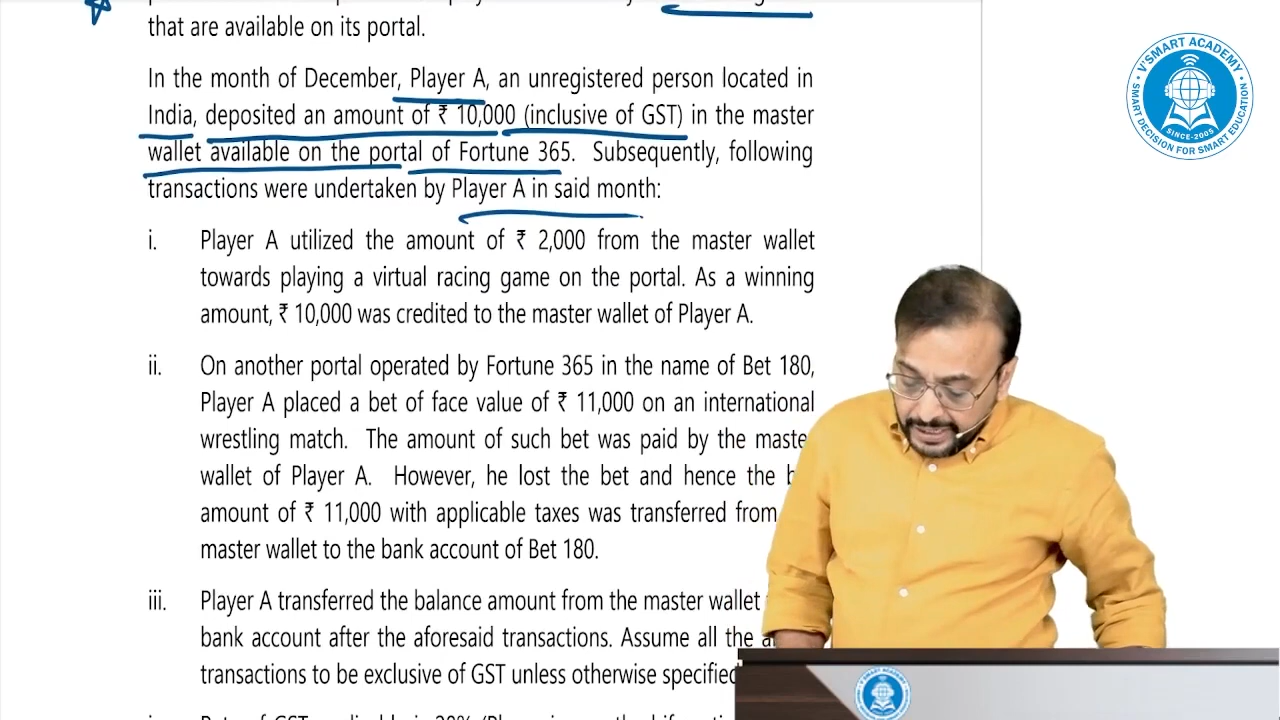 that are available on its portal.
In the month of December, Player A, an unregistered person located in
India, deposited an amount of ₹ 10,000 (inclusive of GST) in the master
wallet available on the portal of Fortune 365. Subsequently, following
transactions were undertaken by Player A in said month:
i. Player A utilized the amount of ₹ 2,000 from the master wallet
towards playing a virtual racing game on the portal. As a winning
amount, ₹ 10,000 was credited to the master wallet of Player A.
ii. On another portal operated by Fortune 365 in the name of Bet 180,
Player A placed a bet of face value of ₹ 11,000 on an international
wrestling match. The amount of such bet was paid by the maste
wallet of Player A. However, he lost the bet and hence the b
amount of ₹ 11,000 with applicable taxes was transferred from
master wallet to the bank account of Bet 180.
iii. Player A transferred the balance amount from the master wallet
bank account after the aforesaid transactions. Assume all the a
transactions to be exclusive of GST unless otherwise specified
V'SMART ACADEMY
SMART DECISION FOR SMART EDUCATION
SINCE-2005